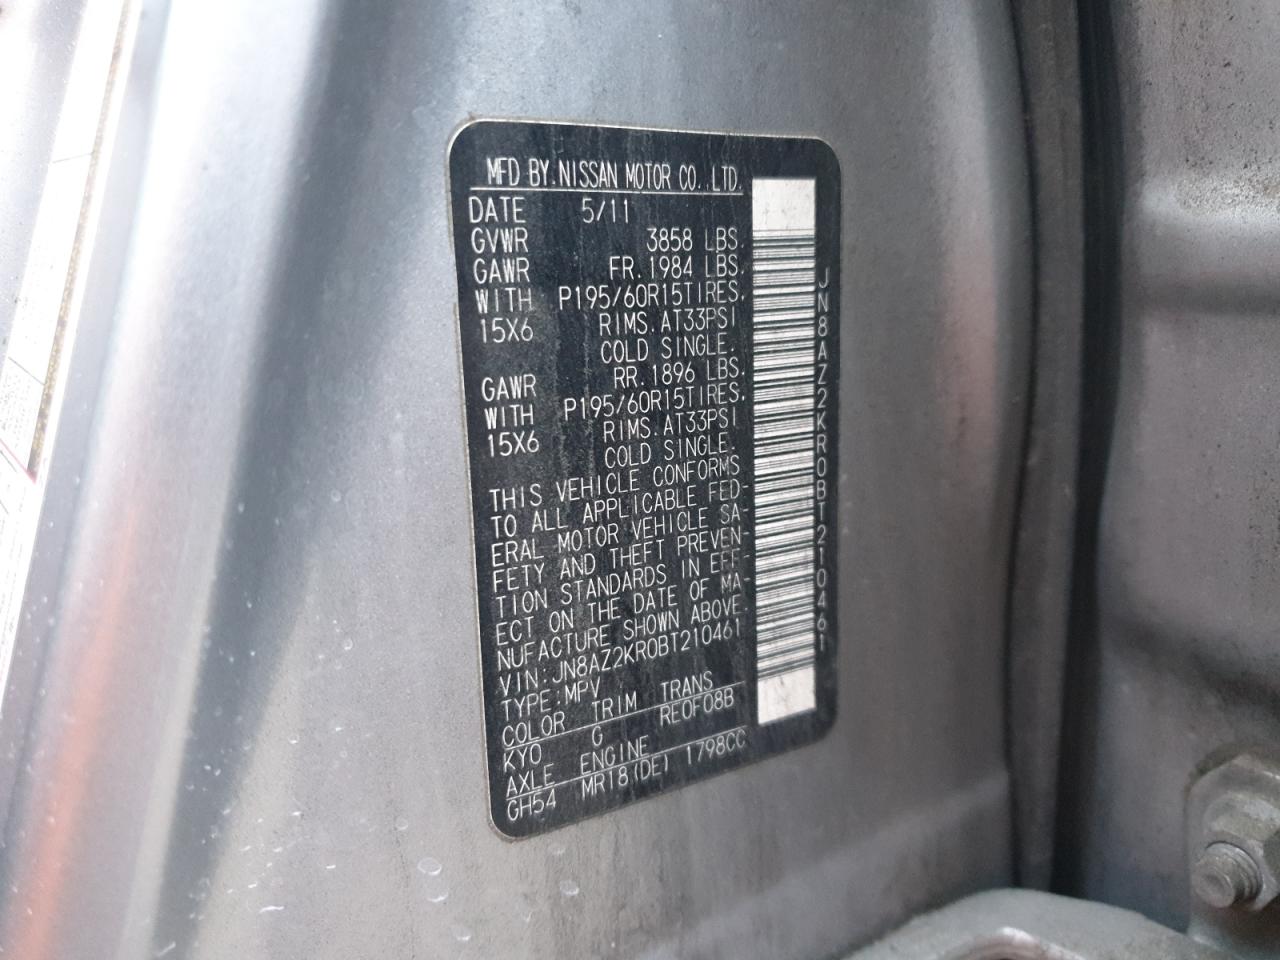 MFD BY NISSAN MOTOR CO., LTD.
DATE 5/11
GVWR 3858 LBS.
GAWR FR. 1984 LBS.
WITH P195/60R15TIRES.
15X6 RIMS. AT33PSI
COLD SINGLE.
GAWR RR. 1896 LBS.
WITH P195/60R15TIRES.
15X6 RIMS. AT33PSI
COLD SINGLE.
THIS VEHICLE CONFORMS
TO ALL APPLICABLE FED-
ERAL MOTOR VEHICLE SA-
FETY AND THEFT PREVEN-
TION STANDARDS IN EFF-
ECT ON THE DATE OF MA-
NUFACTURE SHOWN ABOVE.
VIN:JN8AZ2KR0BT210461
TYPE:MPV
COLOR TRIM TRANS
KYO G RE0F08B
AXLE ENGINE
GH54 MR18(DE) 1798CC
JN8AZ2KR0BT210461